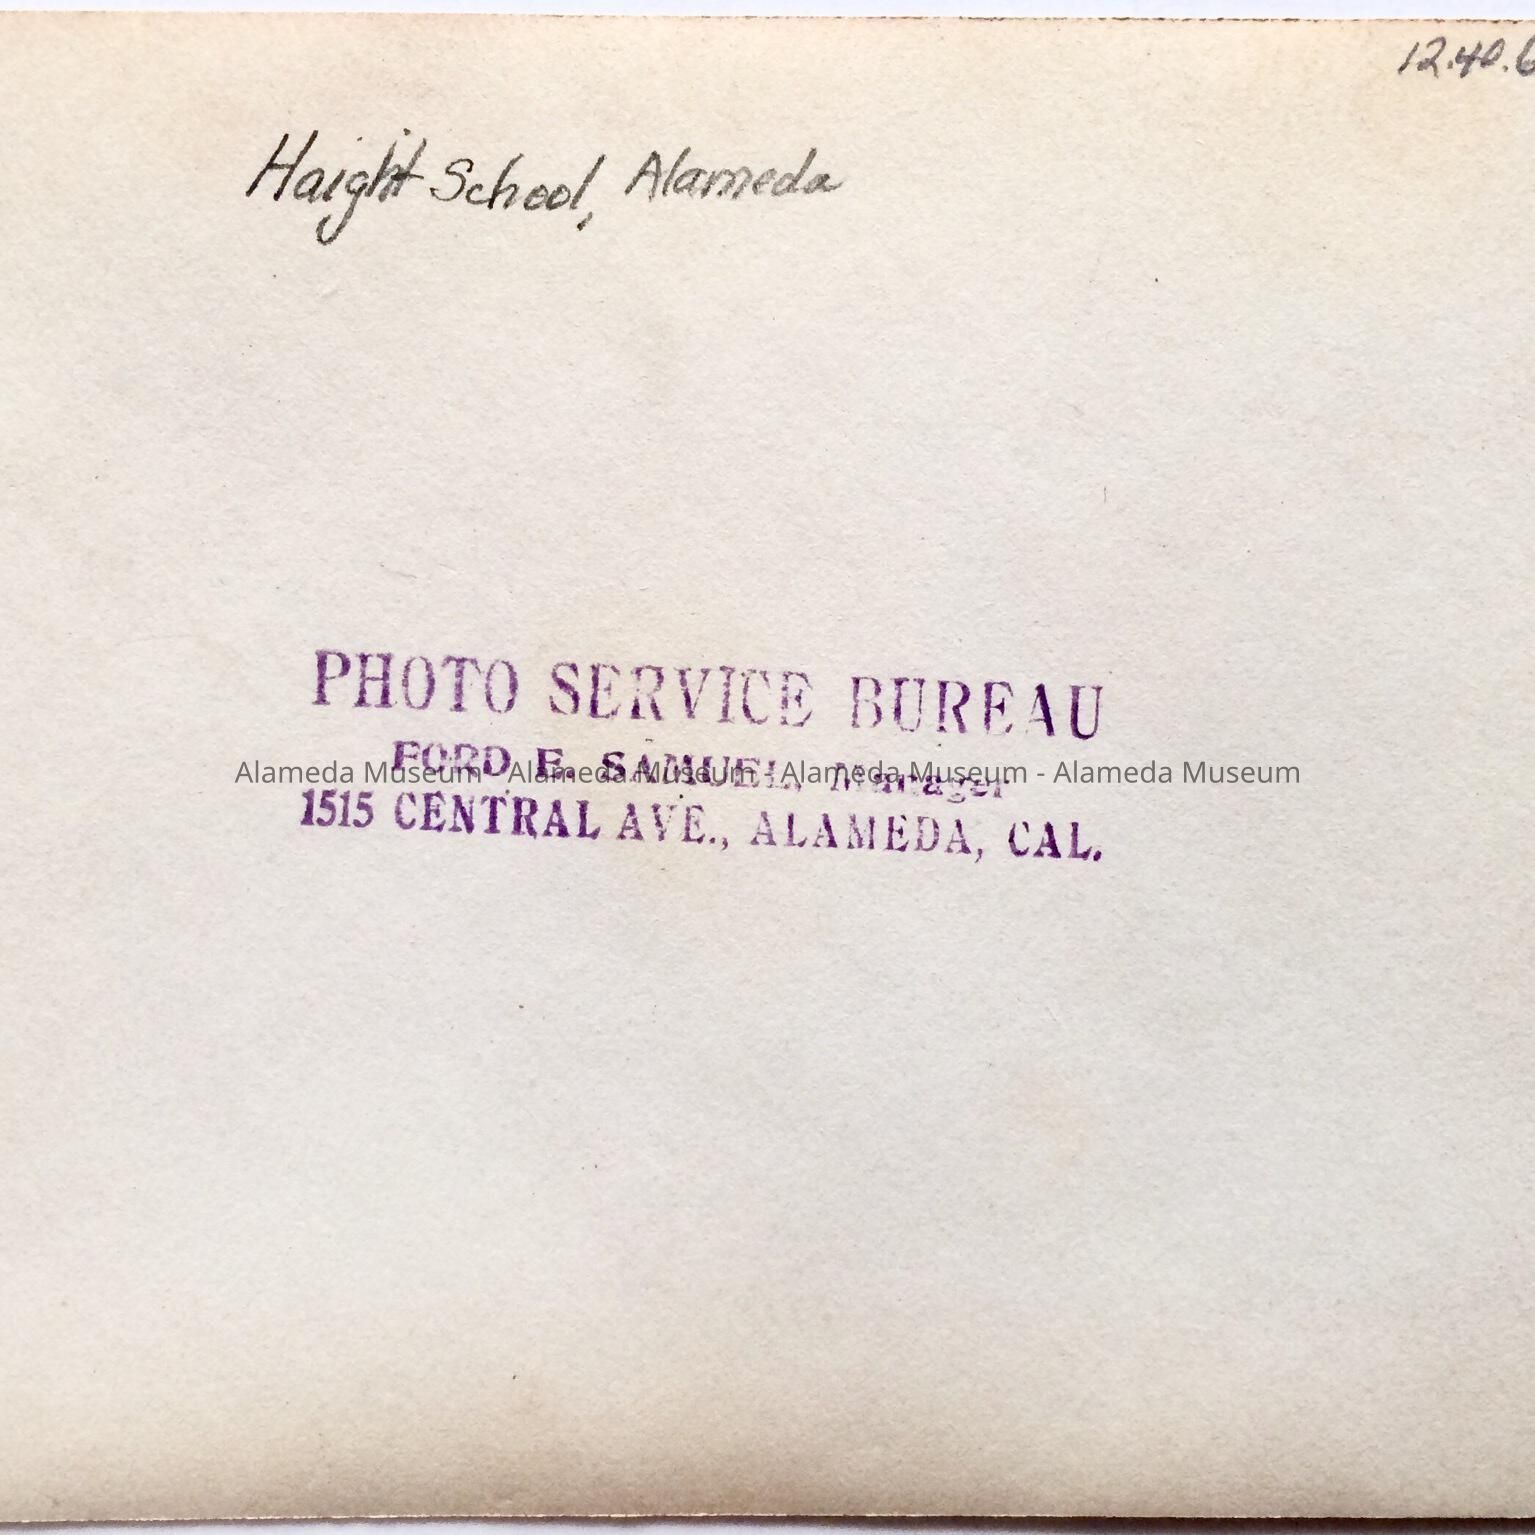 12.40.6
Haight School, Alameda
PHOTO SERVICE BUREAU
FORD E. SAMUEL, Manager
Alameda Museum - Alameda Museum - Alameda Museum - Alameda Museum
1515 CENTRAL AVE., ALAMEDA, CAL.